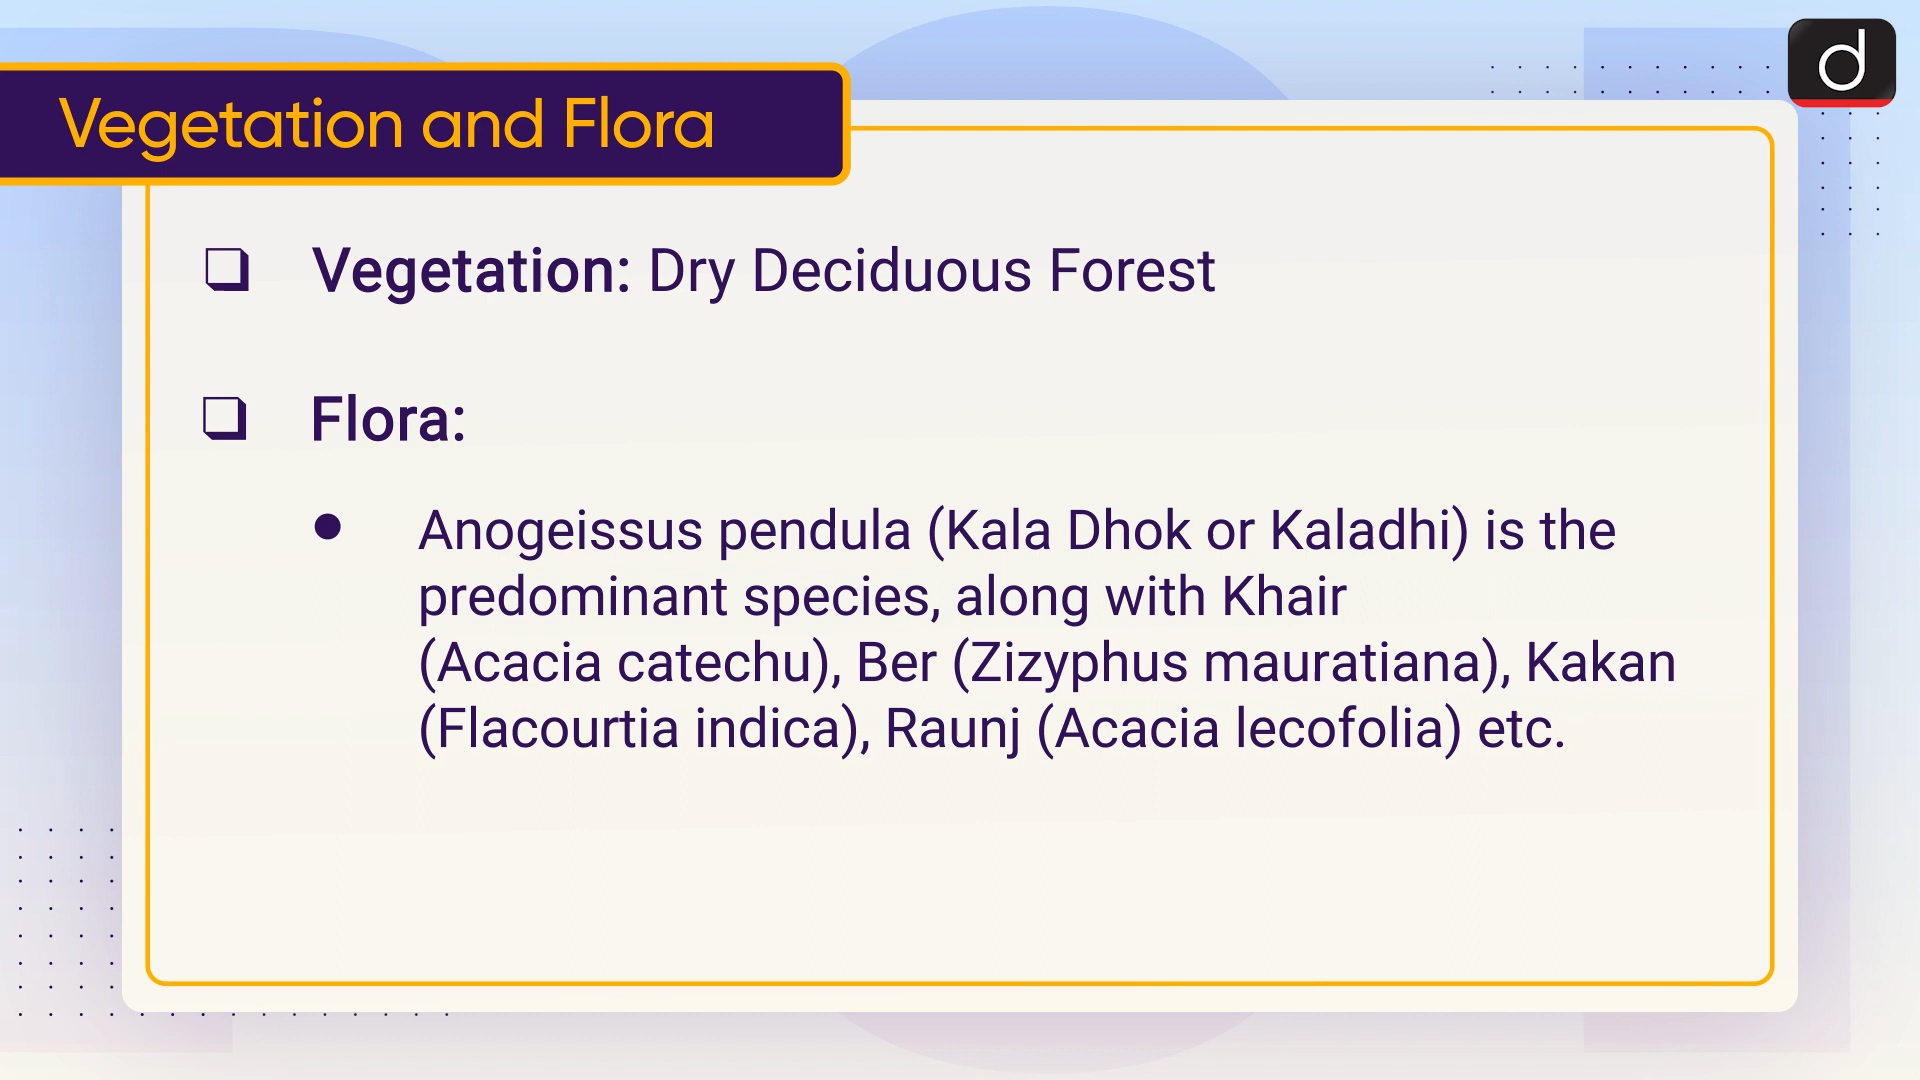 Vegetation and Flora
d
❑ Vegetation: Dry Deciduous Forest
❑ Flora:
● Anogeissus pendula (Kala Dhok or Kaladhi) is the
predominant species, along with Khair
(Acacia catechu), Ber (Zizyphus mauratiana), Kakan
(Flacourtia indica), Raunj (Acacia lecofolia) etc.